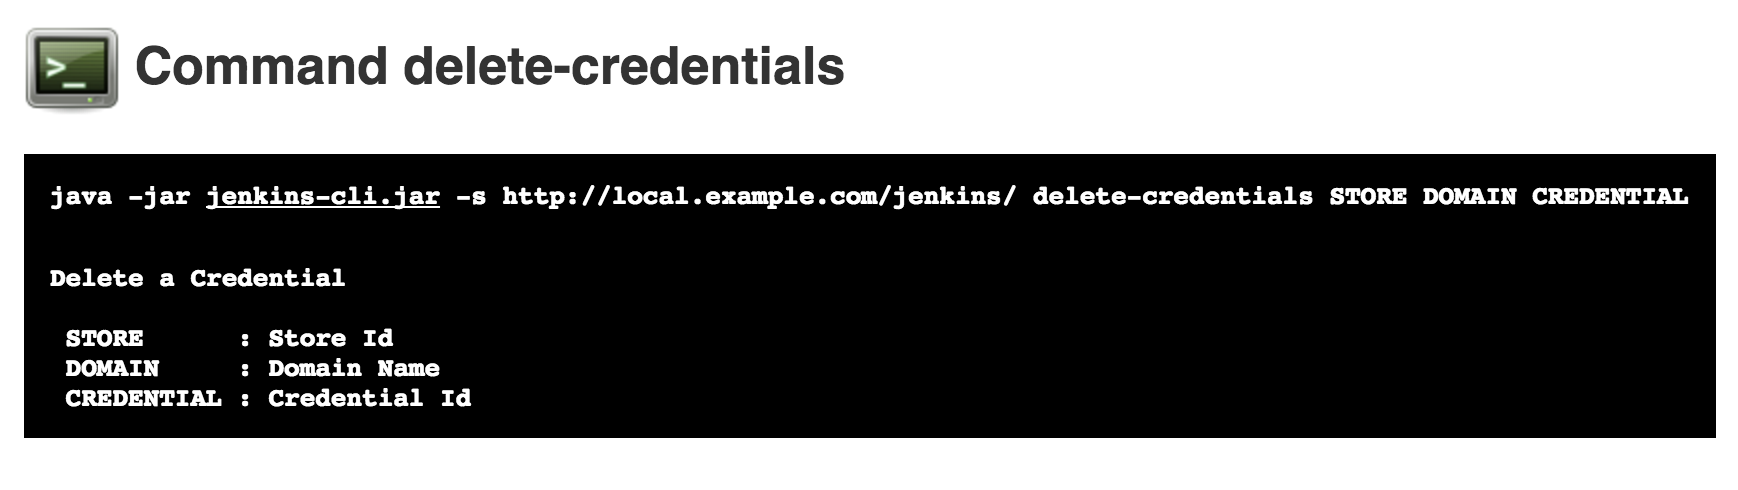 >_
Command delete-credentials
java -jar jenkins-cli.jar -s http://local.example.com/jenkins/ delete-credentials STORE DOMAIN CREDENTIAL
Delete a Credential
STORE      : Store Id
DOMAIN     : Domain Name
CREDENTIAL : Credential Id